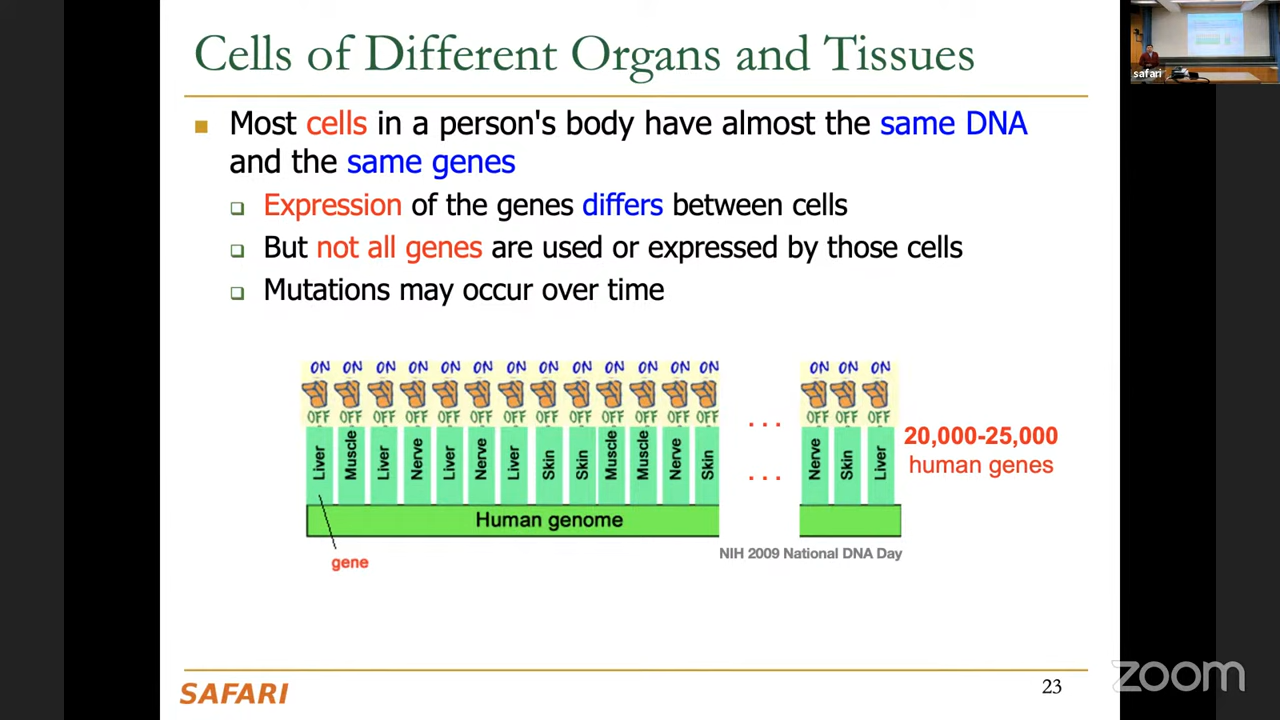 Cells of Different Organs and Tissues
safari
Most cells in a person's body have almost the same DNA
and the same genes
Expression of the genes differs between cells
But not all genes are used or expressed by those cells
Mutations may occur over time
ON ON ON ON ON ON ON ON ON ON ON ON ON ON ON ON
OFF OFF OFF OFF OFF OFF OFF OFF OFF OFF OFF OFF OFF OFF OFF OFF
Liver Muscle Liver Nerve Liver Nerve Liver Skin Skin Muscle Muscle Nerve Skin ... Nerve Skin Liver
20,000-25,000
human genes
Human genome
NIH 2009 National DNA Day
gene
SAFARI
23
zoom